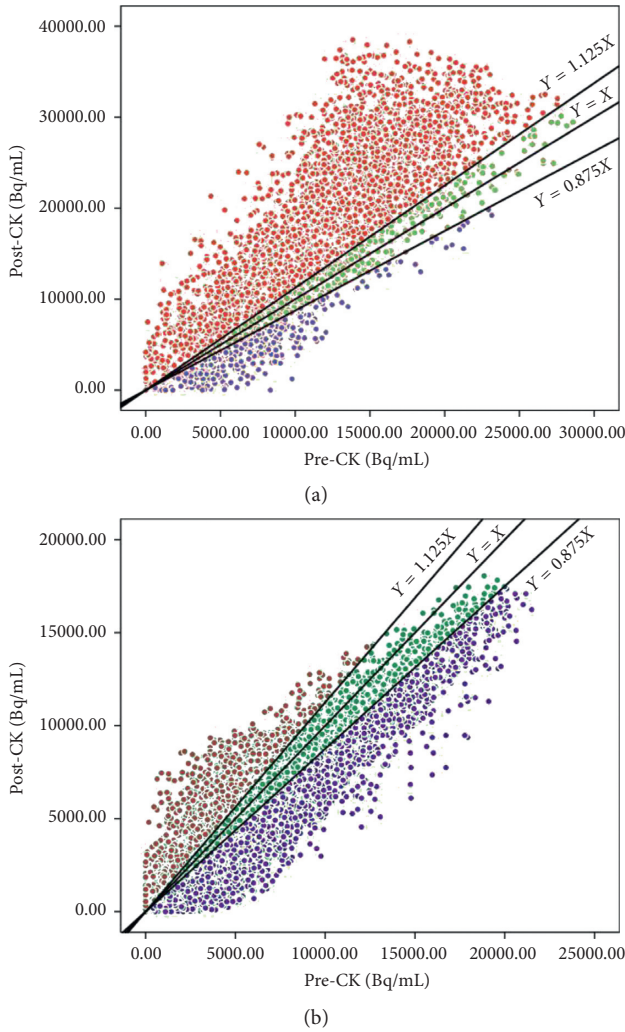 40000.00
30000.00
20000.00
10000.00
0.00
Post-CK (Bq/mL)
Y = 1.125X
Y = X
Y = 0.875X
0.00 5000.00 10000.00 15000.00 20000.00 25000.00 30000.00
Pre-CK (Bq/mL)
(a)
20000.00
15000.00
10000.00
5000.00
0.00
Post-CK (Bq/mL)
Y = 1.125X
Y = X
Y = 0.875X
0.00 5000.00 10000.00 15000.00 20000.00 25000.00
Pre-CK (Bq/mL)
(b)